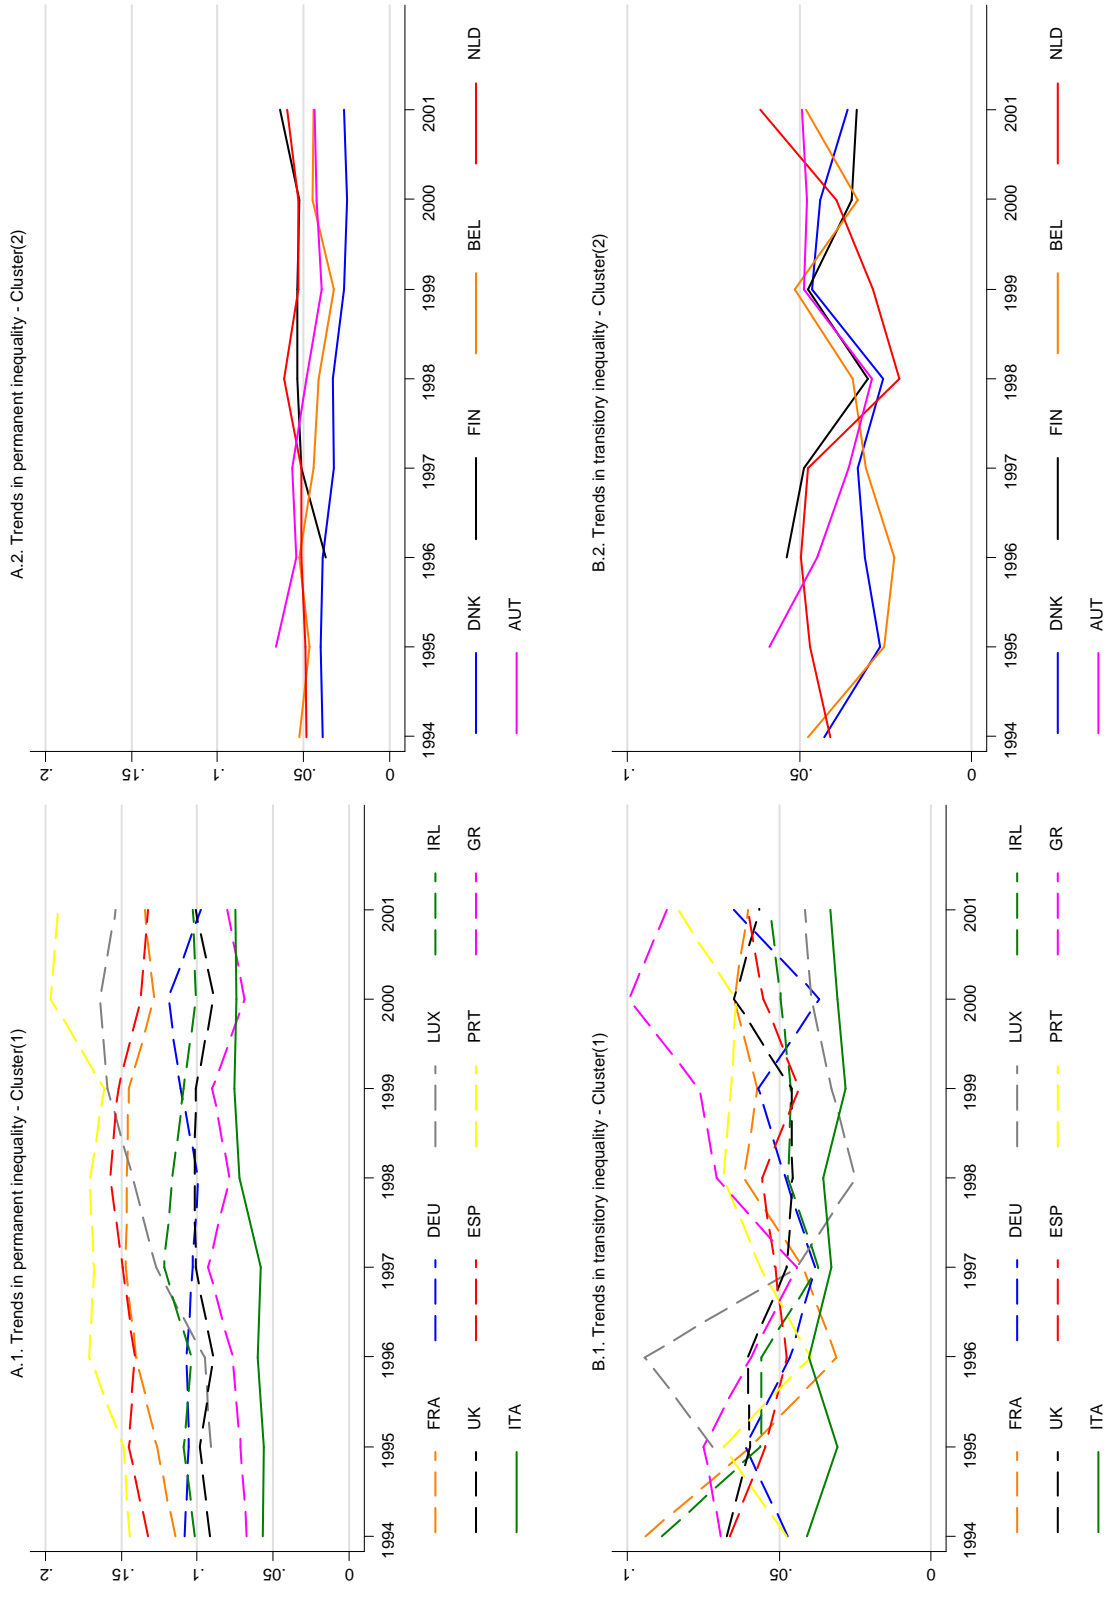 A.1. Trends in permanent inequality - Cluster(1)
.2
.15
.1
.05
0
1994 1995 1996 1997 1998 1999 2000 2001
FRA DEU LUX IRL
UK ESP PRT GR
ITA
A.2. Trends in permanent inequality - Cluster(2)
.2
.15
.1
.05
0
1994 1995 1996 1997 1998 1999 2000 2001
DNK FIN BEL NLD
AUT
B.1. Trends in transitory inequality - Cluster(1)
.1
.05
0
1994 1995 1996 1997 1998 1999 2000 2001
FRA DEU LUX IRL
UK ESP PRT GR
ITA
B.2. Trends in transitory inequality - Cluster(2)
.1
.05
0
1994 1995 1996 1997 1998 1999 2000 2001
DNK FIN BEL NLD
AUT